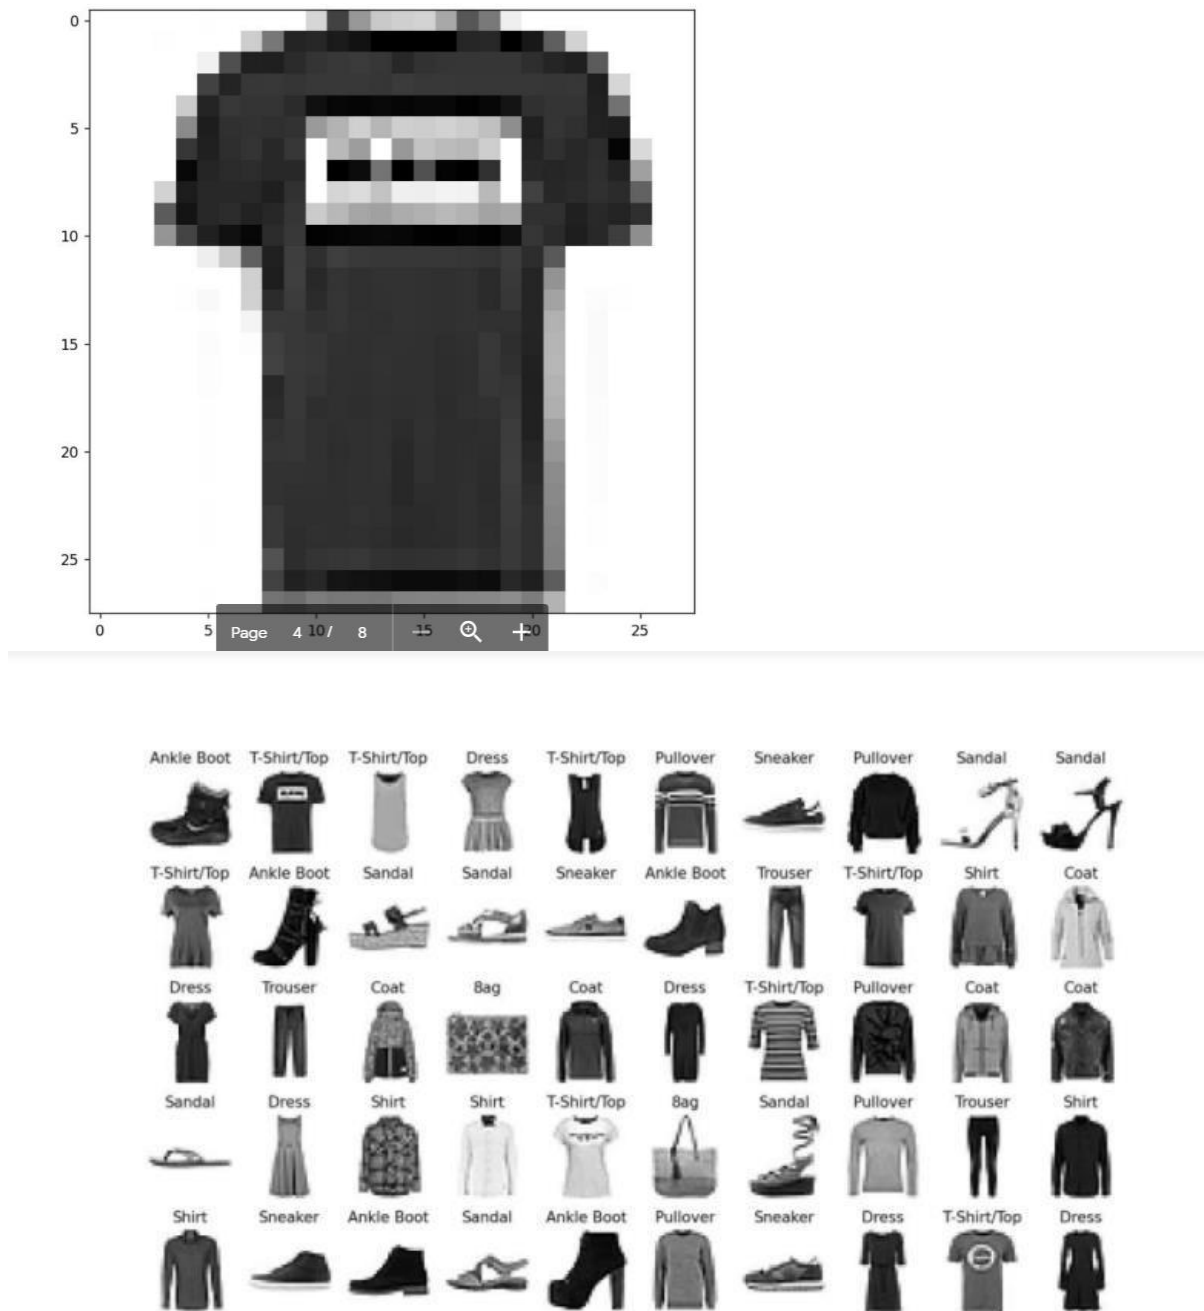 0
5
10
15
20
25
0 5 10 15 20 25
Page 4 / 8
Ankle Boot T-Shirt/Top T-Shirt/Top Dress T-Shirt/Top Pullover Sneaker Pullover Sandal Sandal
T-Shirt/Top Ankle Boot Sandal Sandal Sneaker Ankle Boot Trouser T-Shirt/Top Shirt Coat
Dress Trouser Coat Bag Coat Dress T-Shirt/Top Pullover Coat Coat
Sandal Dress Shirt Shirt T-Shirt/Top Bag Sandal Pullover Trouser Shirt
Shirt Sneaker Ankle Boot Sandal Ankle Boot Pullover Sneaker Dress T-Shirt/Top Dress